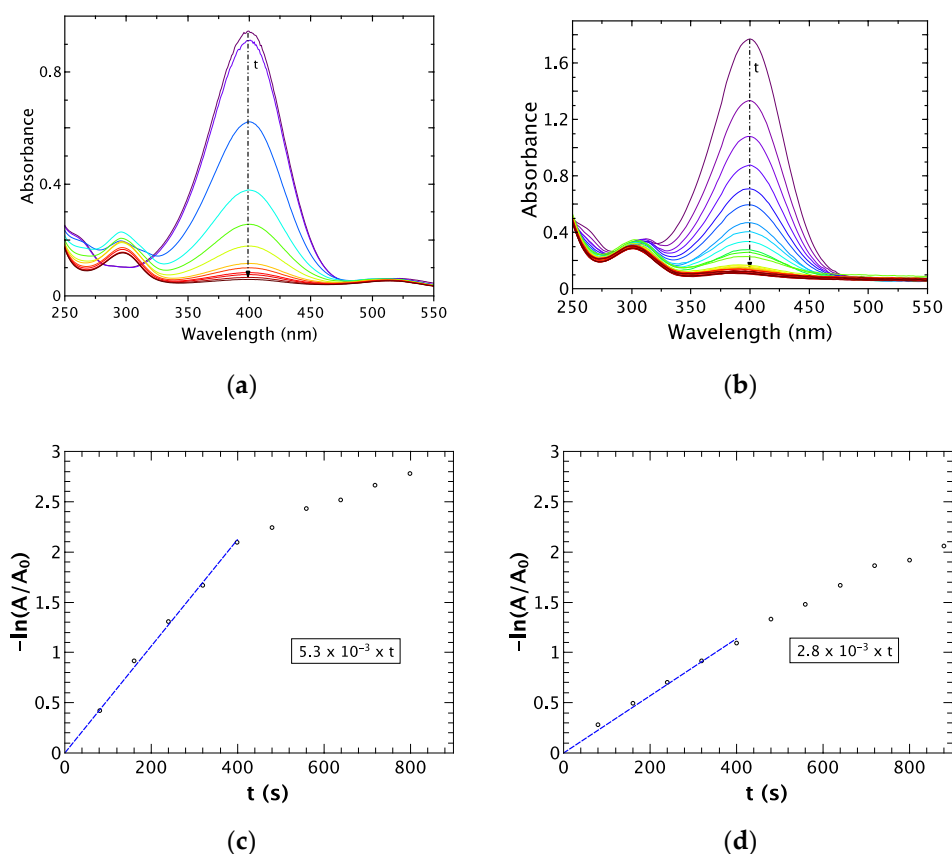 0.8
0.4
0
Absorbance
t
250 300 350 400 450 500 550
Wavelength (nm)
(a)
1.6
1.2
0.8
0.4
0
Absorbance
t
250 300 350 400 450 500 550
Wavelength (nm)
(b)
3
2.5
2
1.5
1
0.5
0
-ln(A/A₀)
5.3 x 10⁻³ x t
0 200 400 600 800
t (s)
(c)
3
2.5
2
1.5
1
0.5
0
-ln(A/A₀)
2.8 x 10⁻³ x t
0 200 400 600 800
t (s)
(d)